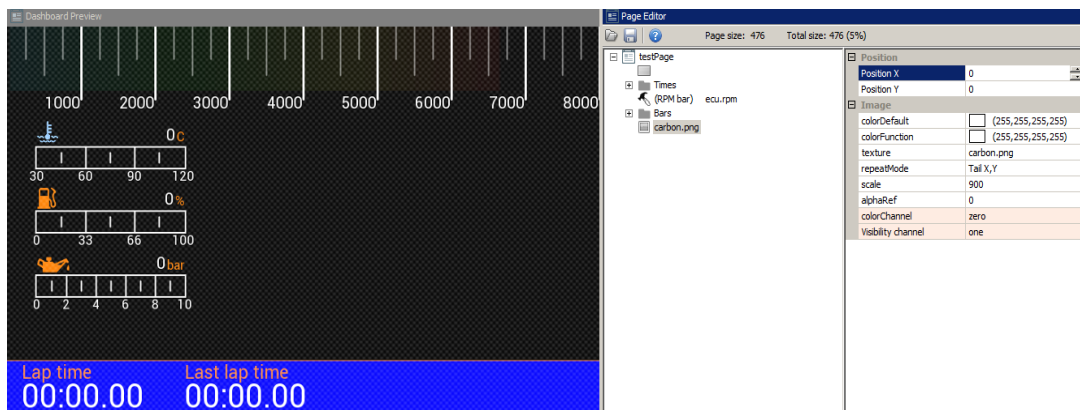 Dashboard Preview
1000 2000 3000 4000 5000 6000 7000 8000
0 C
30 60 90 120
0 %
0 33 66 100
0 bar
0 2 4 6 8 10
Lap time Last lap time
00:00.00 00:00.00
Page Editor
Page size: 476 Total size: 476 (5%)
testPage
Times
(RPM bar) ecu.rpm
Bars
carbon.png
Position
Position X 0
Position Y 0
Image
colorDefault (255,255,255,255)
colorFunction (255,255,255,255)
texture carbon.png
repeatMode Tail X,Y
scale 900
alphaRef 0
colorChannel zero
Visibility channel one